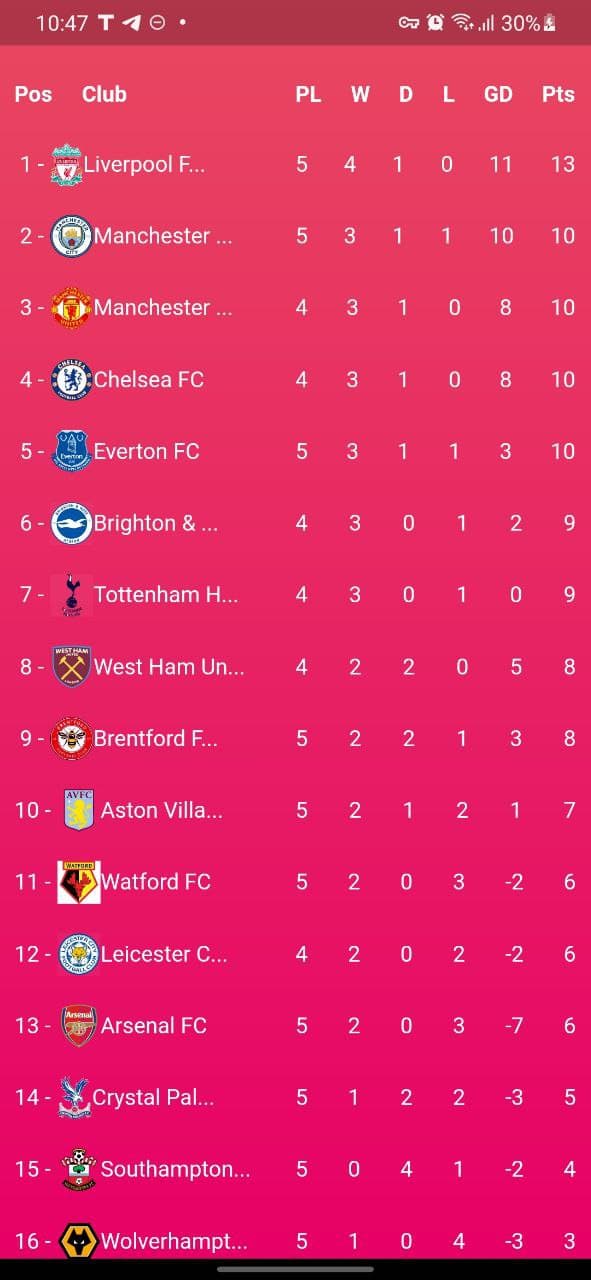 10:47 T 30%
Pos Club PL W D L GD Pts
1 - Liverpool F... 5 4 1 0 11 13
2 - Manchester ... 5 3 1 1 10 10
3 - Manchester ... 4 3 1 0 8 10
4 - Chelsea FC 4 3 1 0 8 10
5 - Everton FC 5 3 1 1 3 10
6 - Brighton & ... 4 3 0 1 2 9
7 - Tottenham H... 4 3 0 1 0 9
8 - West Ham Un... 4 2 2 0 5 8
9 - Brentford F... 5 2 2 1 3 8
10 - Aston Villa... 5 2 1 2 1 7
11 - Watford FC 5 2 0 3 -2 6
12 - Leicester C... 4 2 0 2 -2 6
13 - Arsenal FC 5 2 0 3 -7 6
14 - Crystal Pal... 5 1 2 2 -3 5
15 - Southampton... 5 0 4 1 -2 4
16 - Wolverhampt... 5 1 0 4 -3 3